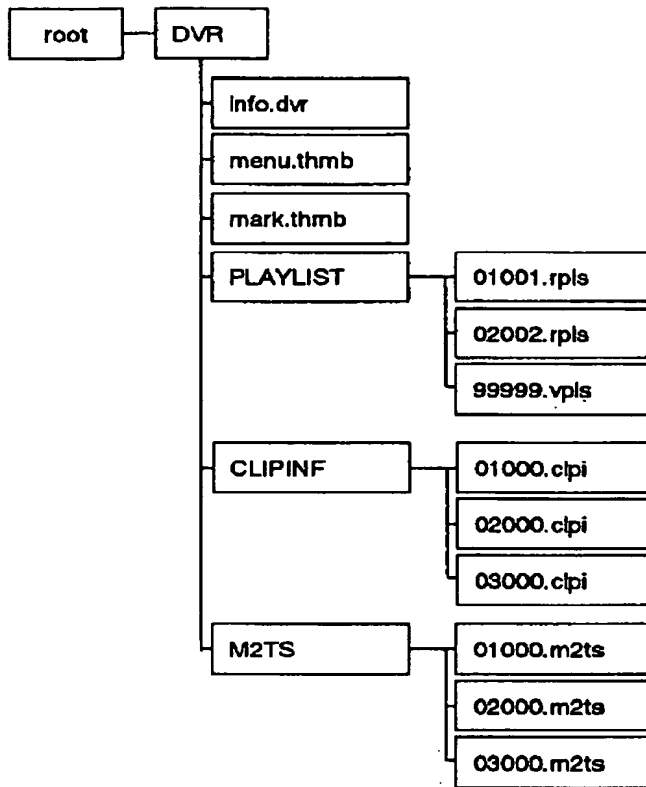 root DVR
info.dvr
menu.thmb
mark.thmb
PLAYLIST 01001.rpls
02002.rpls
99999.vpls
CLIPINF 01000.clpi
02000.clpi
03000.clpi
M2TS 01000.m2ts
02000.m2ts
03000.m2ts